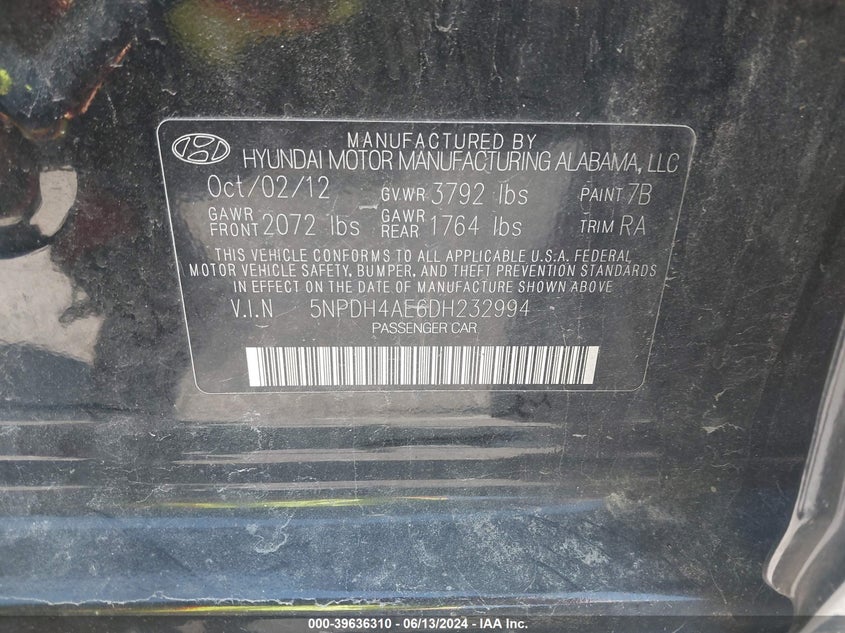 MANUFACTURED BY
HYUNDAI MOTOR MANUFACTURING ALABAMA, LLC
Oct/02/12 GVWR 3792 lbs PAINT 7B
GAWR FRONT 2072 lbs GAWR REAR 1764 lbs TRIM RA
THIS VEHICLE CONFORMS TO ALL APPLICABLE U.S.A. FEDERAL
MOTOR VEHICLE SAFETY, BUMPER, AND THEFT PREVENTION STANDARDS
IN EFFECT ON THE DATE OF MANUFACTURE SHOWN ABOVE
V.I.N 5NPDH4AE6DH232994
PASSENGER CAR
000-39636310 - 06/13/2024 - IAA Inc.